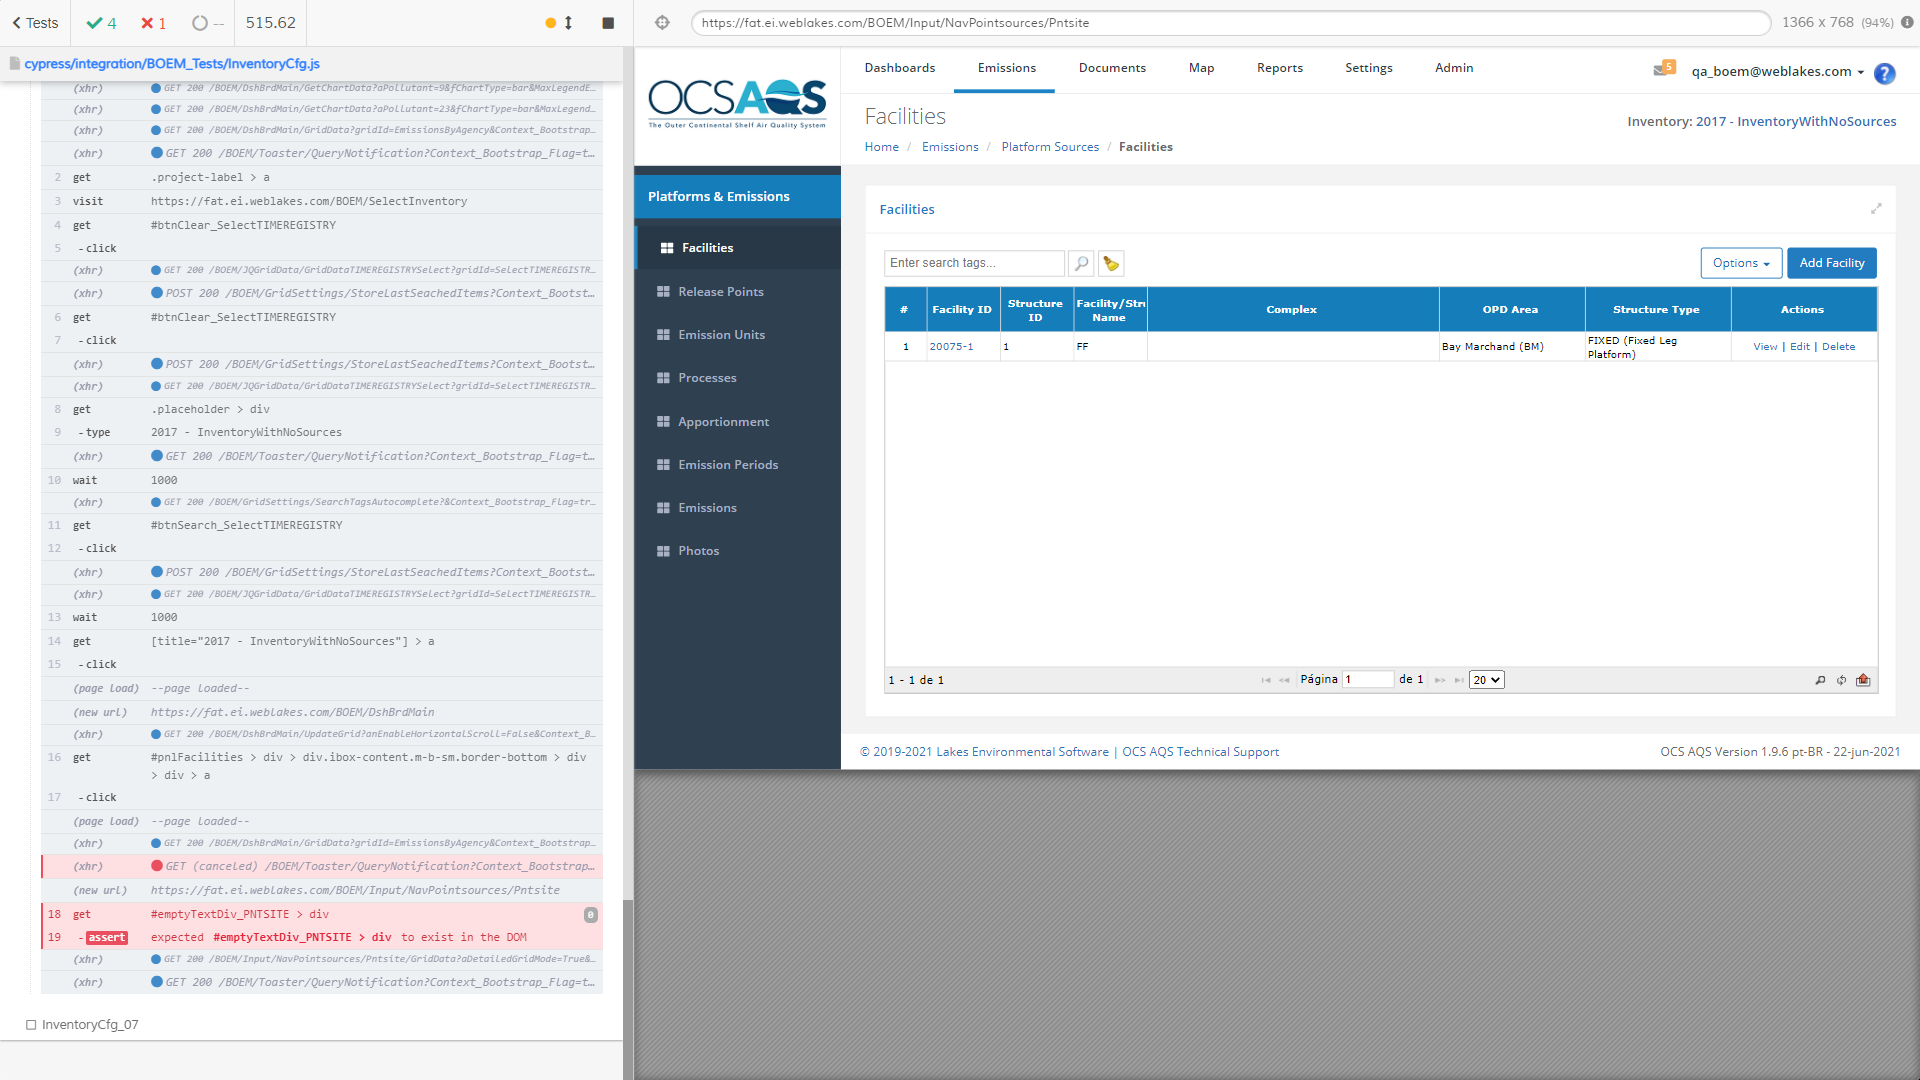 Tests
4
1
--
515.62
cypress/integration/BOEM_Tests/InventoryCfg.js
(xhr) GET 200 /BOEM/DshBrdMain/GetChartData?aPollutant=9&fChartType=bar&MaxLegendE...
(xhr) GET 200 /BOEM/DshBrdMain/GetChartData?aPollutant=23&fChartType=bar&MaxLegend...
(xhr) GET 200 /BOEM/DshBrdMain/GridData?gridId=EmissionsByAgency&Context_Bootstrap...
(xhr) GET 200 /BOEM/Toaster/QueryNotification?Context_Bootstrap_Flag=t...
2 get .project-label > a
3 visit https://fat.ei.weblakes.com/BOEM/SelectInventory
4 get #btnClear_SelectTIMEREGISTRY
5 -click
(xhr) GET 200 /BOEM/JQGridData/GridDataTIMEREGISTRYSelect?gridId=SelectTIMEREGISTR...
(xhr) POST 200 /BOEM/GridSettings/StoreLastSeachedItems?Context_Bootst...
6 get #btnClear_SelectTIMEREGISTRY
7 -click
(xhr) POST 200 /BOEM/GridSettings/StoreLastSeachedItems?Context_Bootst...
(xhr) GET 200 /BOEM/JQGridData/GridDataTIMEREGISTRYSelect?gridId=SelectTIMEREGISTR...
8 get .placeholder > div
9 -type 2017 - InventoryWithNoSources
(xhr) GET 200 /BOEM/Toaster/QueryNotification?Context_Bootstrap_Flag=t...
10 wait 1000
(xhr) GET 200 /BOEM/GridSettings/SearchTagsAutocomplete?&Context_Bootstrap_Flag=tr...
11 get #btnSearch_SelectTIMEREGISTRY
12 -click
(xhr) POST 200 /BOEM/GridSettings/StoreLastSeachedItems?Context_Bootst...
(xhr) GET 200 /BOEM/JQGridData/GridDataTIMEREGISTRYSelect?gridId=SelectTIMEREGISTR...
13 wait 1000
14 get [title="2017 - InventoryWithNoSources"] > a
15 -click
(page load) --page loaded--
(new url) https://fat.ei.weblakes.com/BOEM/DshBrdMain
(xhr) GET 200 /BOEM/DshBrdMain/UpdateGrid?anEnableHorizontalScroll=False&Context_B...
16 get #pnlFacilities > div > div.ibox-content.m-b-sm.border-bottom > div
> div > div > a
17 -click
(page load) --page loaded--
(xhr) GET 200 /BOEM/DshBrdMain/GridData?gridId=EmissionsByAgency&Context_Bootstrap...
(xhr) GET (canceled) /BOEM/Toaster/QueryNotification?Context_Bootstrap...
(new url) https://fat.ei.weblakes.com/BOEM/Input/NavPointsources/Pntsite
18 get #emptyTextDiv_PNTSITE > div 0
19 -assert expected #emptyTextDiv_PNTSITE > div to exist in the DOM
(xhr) GET 200 /BOEM/Input/NavPointsources/Pntsite/GridData?aDetailedGridMode=True&...
(xhr) GET 200 /BOEM/Toaster/QueryNotification?Context_Bootstrap_Flag=t...
InventoryCfg_07
https://fat.ei.weblakes.com/BOEM/Input/NavPointsources/Pntsite
1366 x 768 (94%)
OCSAQS
The Outer Continental Shelf Air Quality System
Dashboards Emissions Documents Map Reports Settings Admin
5 qa_boem@weblakes.com ?
Facilities
Inventory: 2017 - InventoryWithNoSources
Home / Emissions / Platform Sources / Facilities
Platforms & Emissions
Facilities
Release Points
Emission Units
Processes
Apportionment
Emission Periods
Emissions
Photos
Facilities
Enter search tags...
Options
Add Facility
# Facility ID Structure ID Facility/Stru Name Complex OPD Area Structure Type Actions
1 20075-1 1 FF Bay Marchand (BM) FIXED (Fixed Leg Platform) View | Edit | Delete
1 - 1 de 1
Página 1 de 1 20
© 2019-2021 Lakes Environmental Software | OCS AQS Technical Support
OCS AQS Version 1.9.6 pt-BR - 22-jun-2021